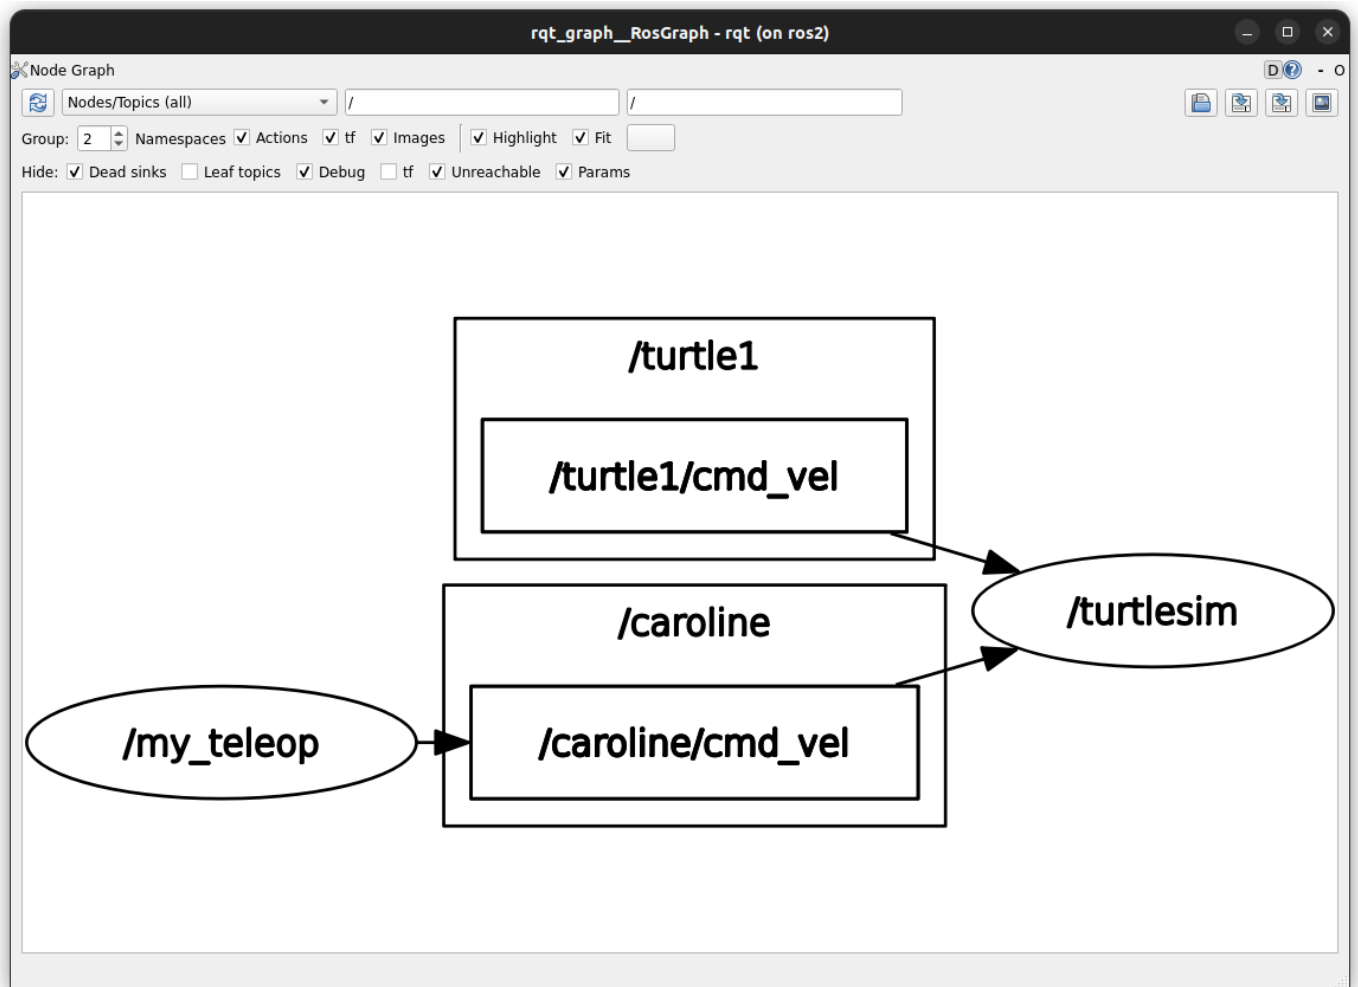 rqt_graph__RosGraph - rqt (on ros2)
Node Graph
D ? - O
Nodes/Topics (all) / /
Group: 2 Namespaces Actions tf Images Highlight Fit
Hide: Dead sinks Leaf topics Debug tf Unreachable Params
/turtle1
/turtle1/cmd_vel
/turtlesim
/caroline
/my_teleop
/caroline/cmd_vel